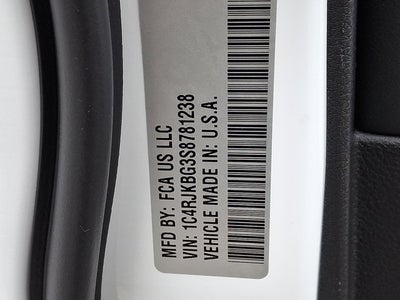 MFD BY: FCA US LLC
VIN: 1C4RJKBG3S8781238
VEHICLE MADE IN: U.S.A.